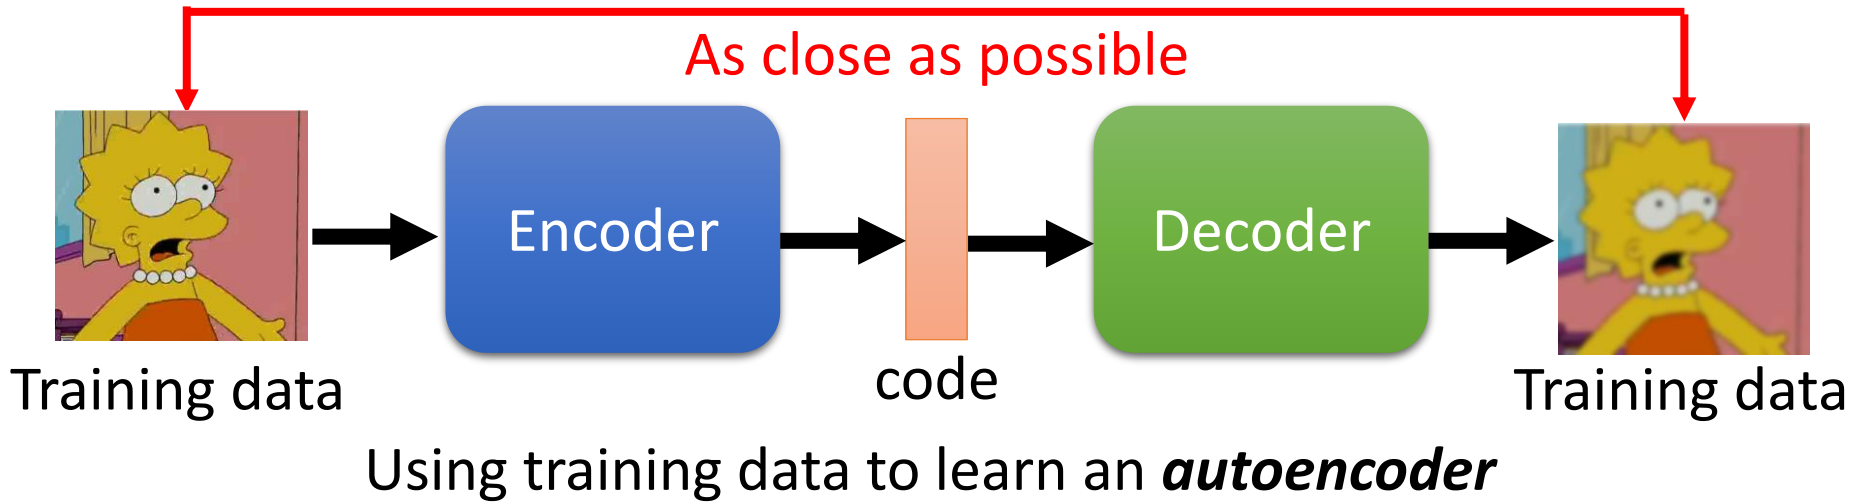 As close as possible
Encoder
Decoder
code
Training data
Training data
Using training data to learn an autoencoder